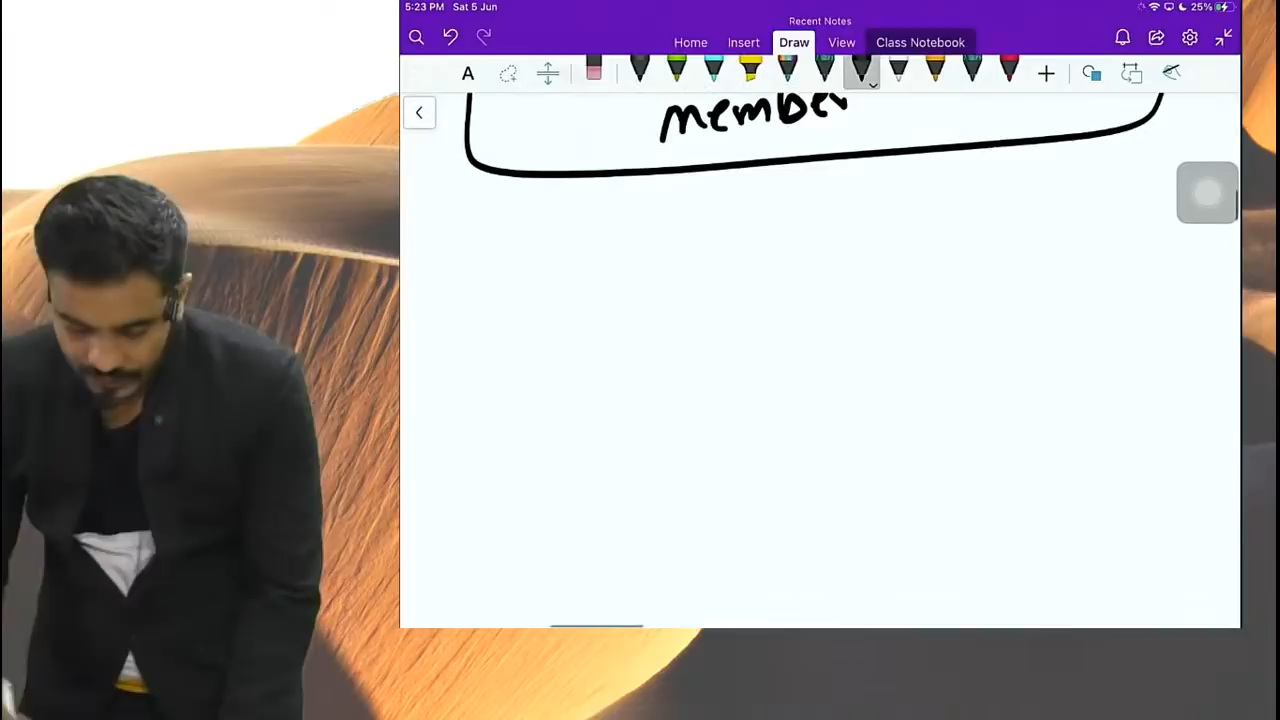 5:23 PM Sat 5 Jun
25%
Recent Notes
Home Insert Draw View Class Notebook
A
member